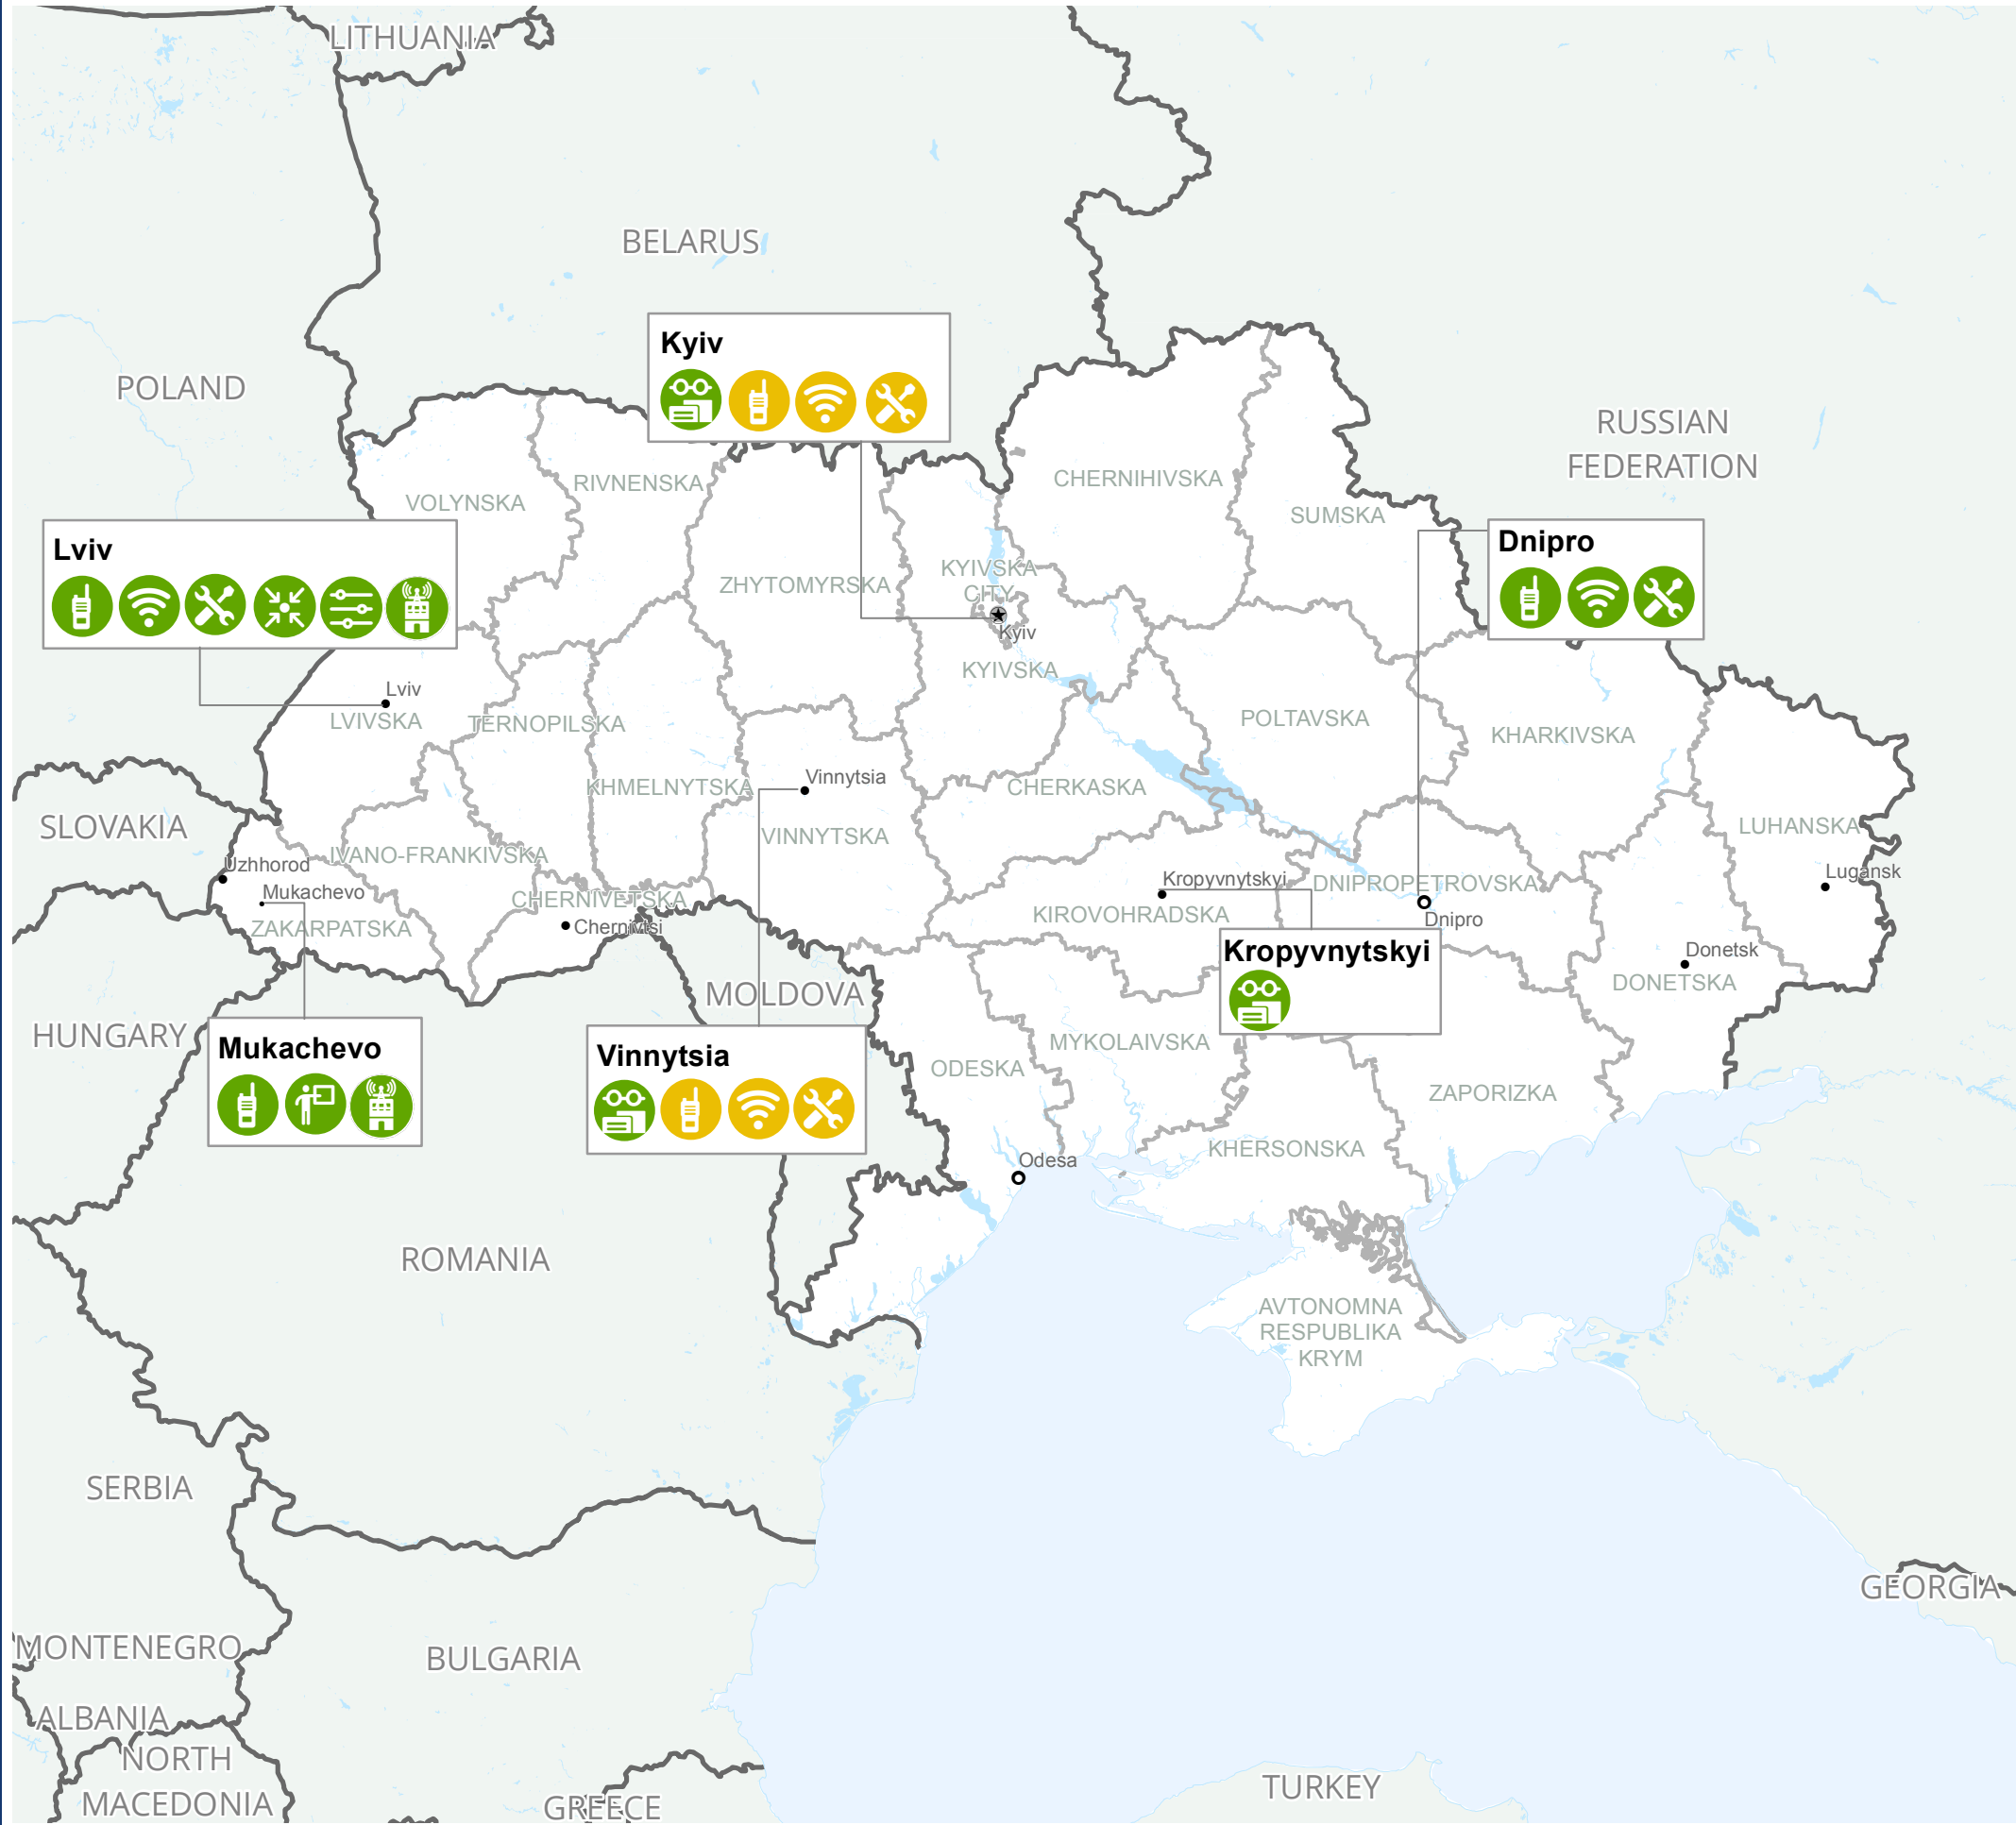 LITHUANIA
BELARUS
POLAND
RUSSIAN
FEDERATION
Kyiv
CHERNIHIVSKA
RIVNENSKA
VOLYNSKA
SUMSKA
Lviv
Dnipro
KYIVSKA
CITY
ZHYTOMYRSKA
Kyiv
KYIVSKA
Lviv
LVIVSKA
TERNOPILSKA
POLTAVSKA
KHARKIVSKA
Vinnytsia
KHMELNYTSKA
CHERKASKA
SLOVAKIA
VINNYTSKA
LUHANSKA
IVANO-FRANKIVSKA
Uzhhorod
Mukachevo
Lugansk
Kropyvnytskyi
DNIPROPETROVSKA
CHERNIVETSKA
KIROVOHRADSKA
Dnipro
ZAKARPATSKA
Chernivtsi
Kropyvnytskyi
Donetsk
DONETSKA
MOLDOVA
HUNGARY
Mukachevo
Vinnytsia
MYKOLAIVSKA
ODESKA
ZAPORIZKA
KHERSONSKA
Odesa
ROMANIA
AVTONOMNA
RESPUBLIKA
KRYM
SERBIA
GEORGIA
MONTENEGRO
BULGARIA
ALBANIA
NORTH
MACEDONIA
GREECE
TURKEY